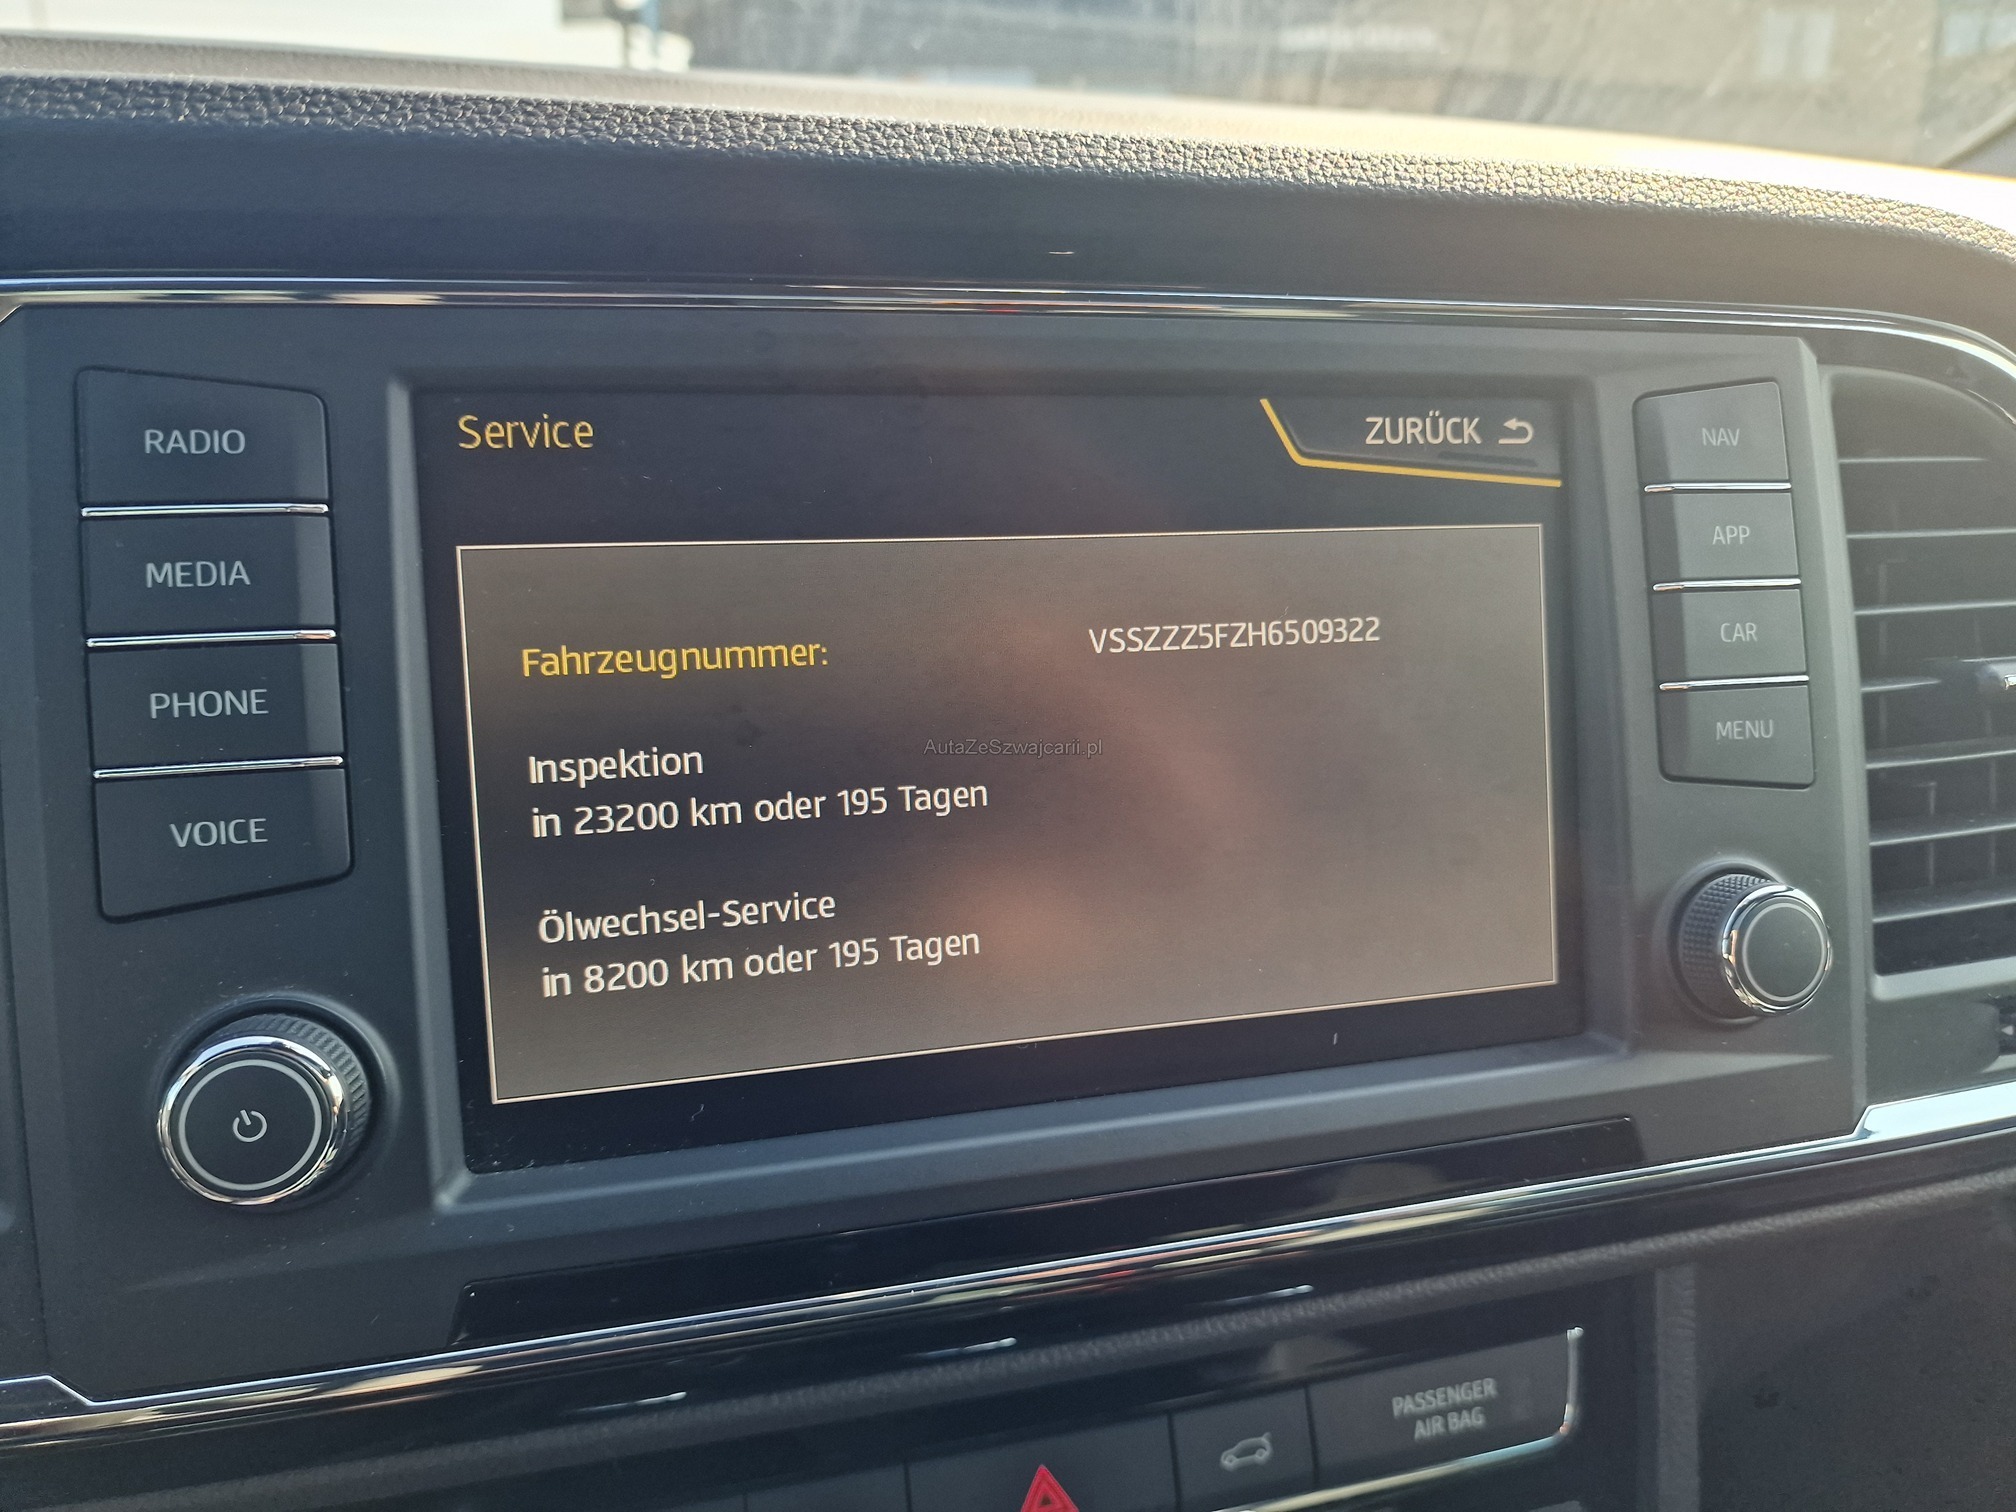 Service
ZURÜCK
RADIO
MEDIA
PHONE
VOICE
Fahrzeugnummer: VSSZZZ5FZH6509322
Inspektion
in 23200 km oder 195 Tagen
Ölwechsel-Service
in 8200 km oder 195 Tagen
AutaZeSzwajcarii.pl
NAV
APP
CAR
MENU
PASSENGER
AIR BAG